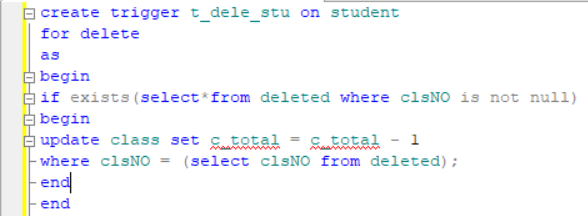 create trigger t_dele_stu on student
for delete
as
begin
if exists(select*from deleted where clsNO is not null)
begin
update class set c_total = c_total - 1
where clsNO = (select clsNO from deleted);
end
end